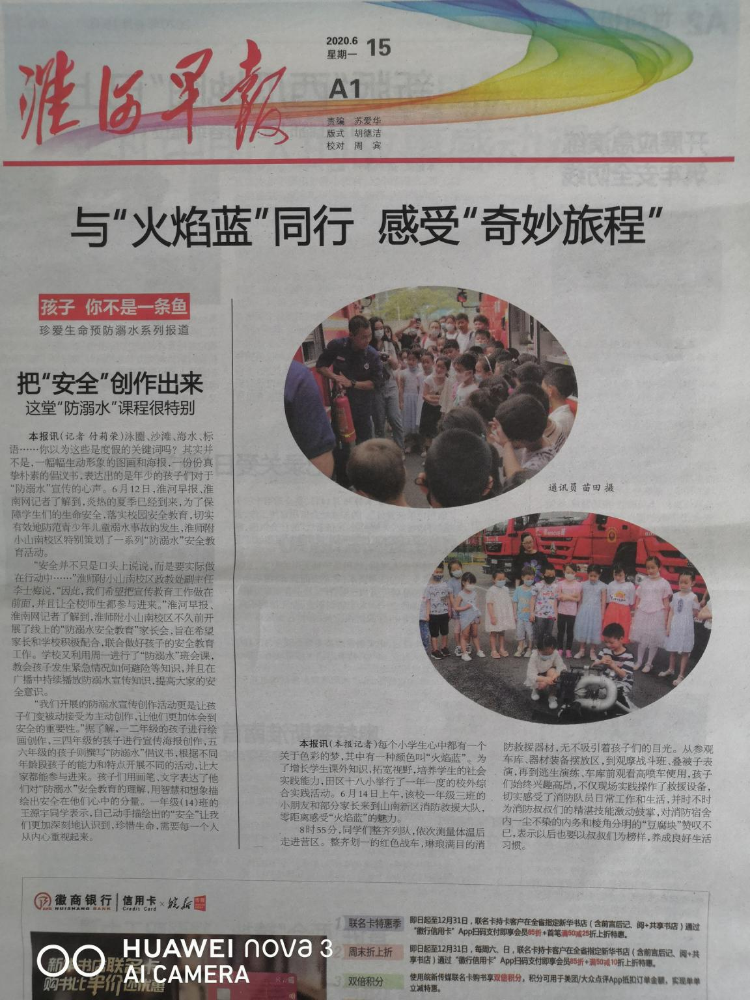 淮河早报
2020.6
星期一
15
A1
责编 苏爱华
版式 胡德洁
校对 周 宾
与“火焰蓝”同行 感受“奇妙旅程”
孩子 你不是一条鱼
珍爱生命预防溺水系列报道
把“安全”创作出来
这堂“防溺水”课程很特别
本报讯(记者 付莉荣)泳圈、沙滩、海水、标
语……你以为这些是度假的关键词吗？其实并
不是,一幅幅生动形象的图画和海报,一份份真
挚朴素的倡议书,表达出的是年少的孩子们对于
“防溺水”宣传的心声。6月12日,淮河早报、淮
南网记者了解到,炎热的夏季已经到来,为了保
障学生们的生命安全,落实校园安全教育,切实
有效地防范青少年儿童溺水事故的发生,淮师附
小山南校区特别策划了一系列“防溺水”安全教
育活动。
“安全并不只是口头上说说,而是要实际做
在行动中……”淮师附小山南校区政教处副主任
李士梅说,“因此,我们希望把宣传教育工作做在
前面,并且让全校师生都参与进来。”淮河早报、
淮南网记者了解到,淮师附小山南校区不久前开
展了线上的“防溺水安全教育”家长会,旨在希望
家长和学校积极配合,联合做好孩子的安全教育
工作。学校又利用周一进行了“防溺水”班会课,
教会孩子发生紧急情况如何避险等知识,并且在
广播中持续播放防溺水宣传知识,提高大家的安
全意识。
“我们开展的防溺水宣传创作活动更是让孩
子们变被动接受为主动创作,让他们更加体会到
安全的重要性。”据了解,一二年级的孩子进行绘
画创作,三四年级的孩子进行宣传海报创作,五
六年级的孩子则撰写“防溺水”倡议书,根据不同
年龄段孩子的能力和特点开展不同的活动,让大
家都能参与进来。孩子们用画笔、文字表达了他
们对“防溺水”安全教育的理解,用智慧和想象描
绘出安全在他们心中的分量。一年级(14)班的
王源宇同学表示,自己动手描绘出的“安全”让我
们更加深刻地认识到,珍惜生命,需要每一个人
从内心重视起来。
通讯员 苗田 摄
本报讯(本报记者)每个小学生心中都有一个
关于色彩的梦,其中有一种颜色叫“火焰蓝”。为
了增长学生课外知识,拓宽视野,培养学生的社会
实践能力,田区十八小举行了一年一度的校外综
合实践活动。6月14日上午,该校一年级三班的
小朋友和部分家长来到山南新区消防救援大队,
零距离感受“火焰蓝”的魅力。
8时55分,同学们整齐列队,依次测量体温后
走进营区。整齐划一的红色战车,琳琅满目的消
防救援器材,无不吸引着孩子们的目光。从参观
车库、器材装备摆放区,到观摩战斗班、叠被子表
演,再到逃生演练、车库前观看高喷车使用,孩子
们始终兴趣高昂,不仅现场实践操作了救援设备,
切实感受了消防队员日常工作和生活,并时不时
为消防叔叔们的精湛技能激动鼓掌,对消防宿舍
内一尘不染的内务和棱角分明的“豆腐块”赞叹不
已,表示以后也要以叔叔们为榜样,养成良好生活
习惯。
徽商银行 信用卡 × 皖新 传媒
HUISHANG BANK Credit Card
新华书店联名卡
购书比半价还优惠
1 联名卡特惠季
即日起至12月31日，联名卡持卡客户在全省指定新华书店（含前言后记、阅+共享书店）通过
“徽行信用卡”App扫码支付即享会员85折+首笔满50减25折上折特惠。
2 周末折上折
即日起至12月31日，每周六、日，联名卡持卡客户在全省指定新华书店（含前言后记、阅+共
享书店）通过“徽行信用卡”App扫码支付即享会员85折+满50减10折上折特惠。
3 双倍积分
使用皖新传媒联名卡购书享双倍积分，积分可用于美团/大众点评App抵扣订单金额，实现单单
立减特惠。
HUAWEI nova 3
AI CAMERA